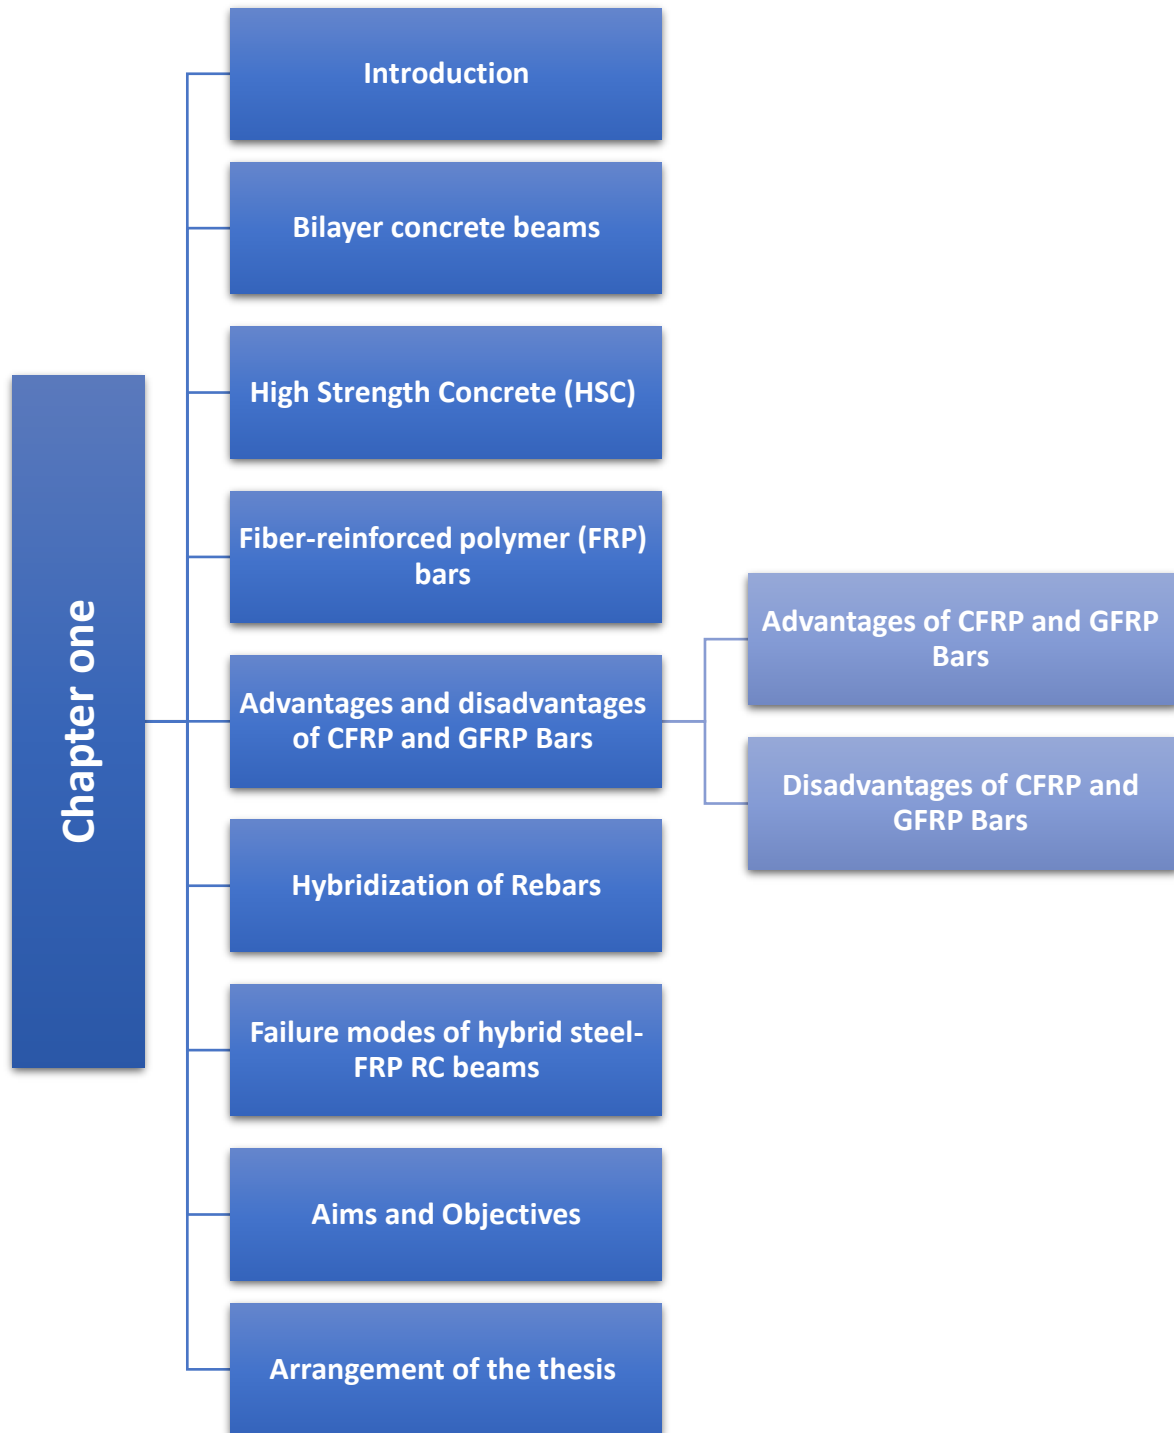 Chapter one
Introduction
Bilayer concrete beams
High Strength Concrete (HSC)
Fiber-reinforced polymer (FRP)
bars
Advantages and disadvantages
of CFRP and GFRP Bars
Advantages of CFRP and GFRP
Bars
Disadvantages of CFRP and
GFRP Bars
Hybridization of Rebars
Failure modes of hybrid steel-
FRP RC beams
Aims and Objectives
Arrangement of the thesis